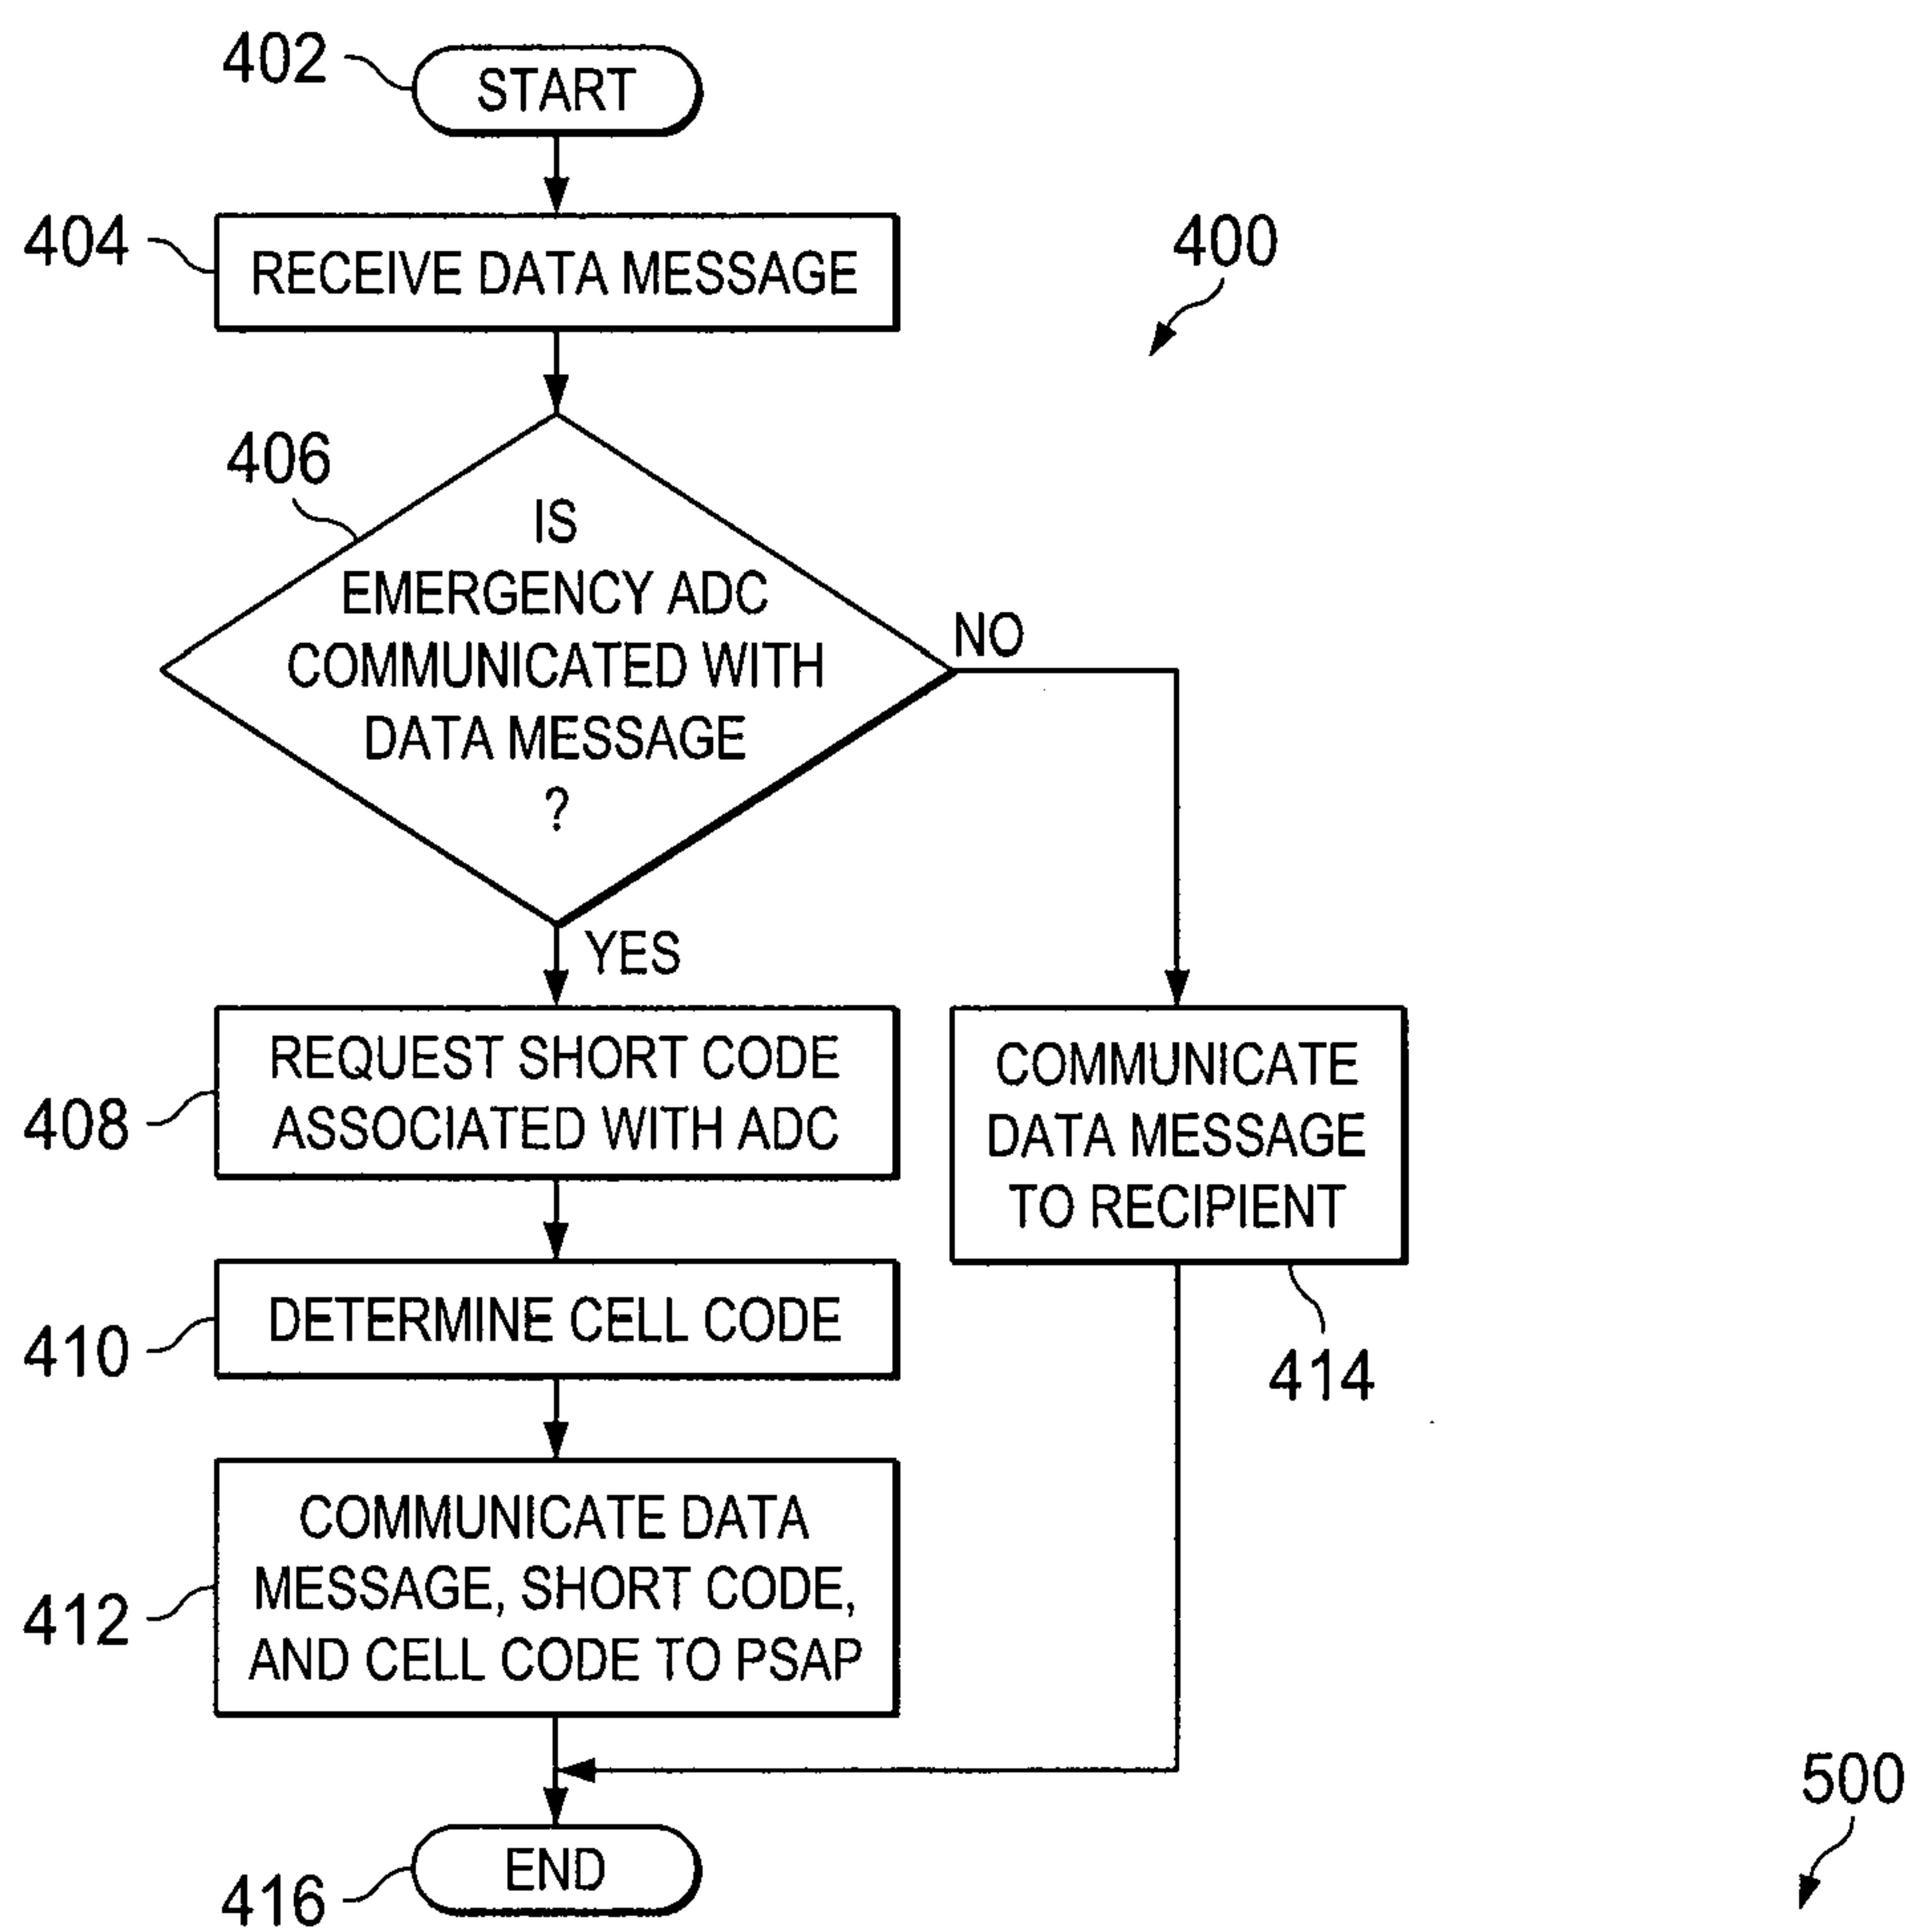 402
START
404
RECEIVE DATA MESSAGE
400
406
IS
EMERGENCY ADC
COMMUNICATED WITH
DATA MESSAGE
?
NO
YES
408
REQUEST SHORT CODE
ASSOCIATED WITH ADC
COMMUNICATE
DATA MESSAGE
TO RECIPIENT
414
410
DETERMINE CELL CODE
412
COMMUNICATE DATA
MESSAGE, SHORT CODE,
AND CELL CODE TO PSAP
416
END
500